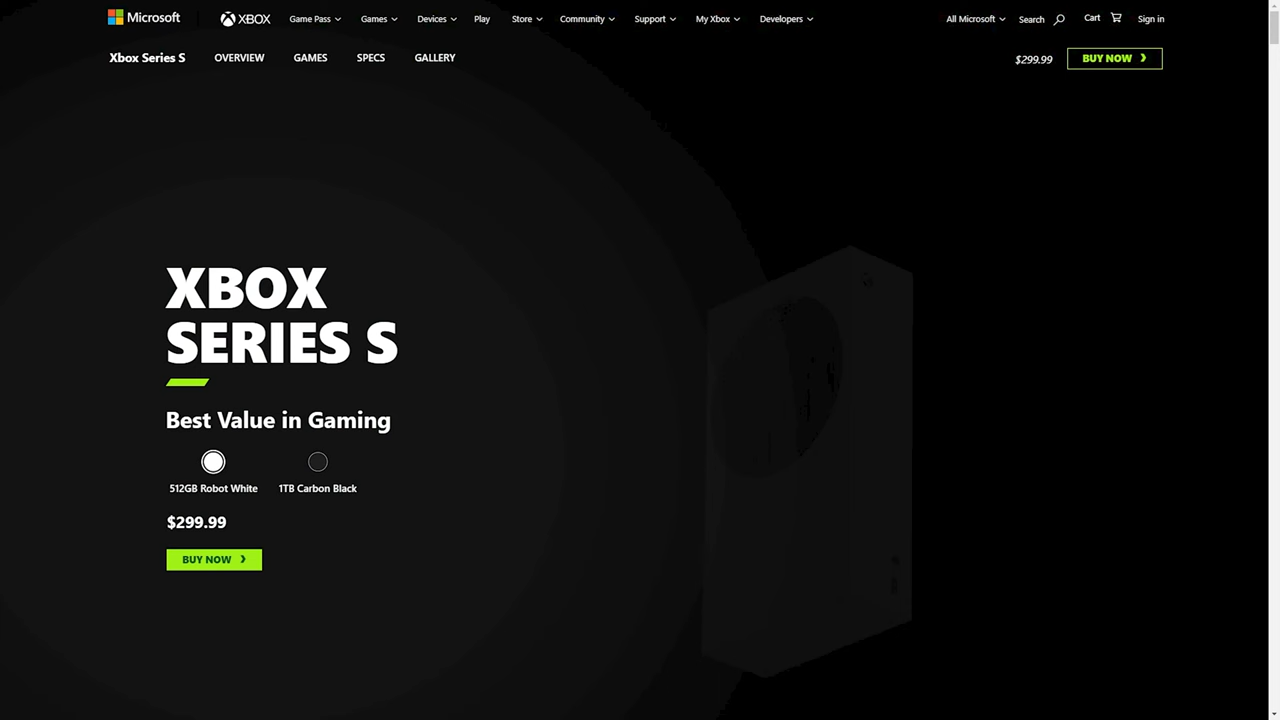 Microsoft
XBOX
Game Pass
Games
Devices
Play
Store
Community
Support
My Xbox
Developers
All Microsoft
Search
Cart
Sign in
Xbox Series S
OVERVIEW
GAMES
SPECS
GALLERY
$299.99
BUY NOW
XBOX
SERIES S
Best Value in Gaming
512GB Robot White
1TB Carbon Black
$299.99
BUY NOW